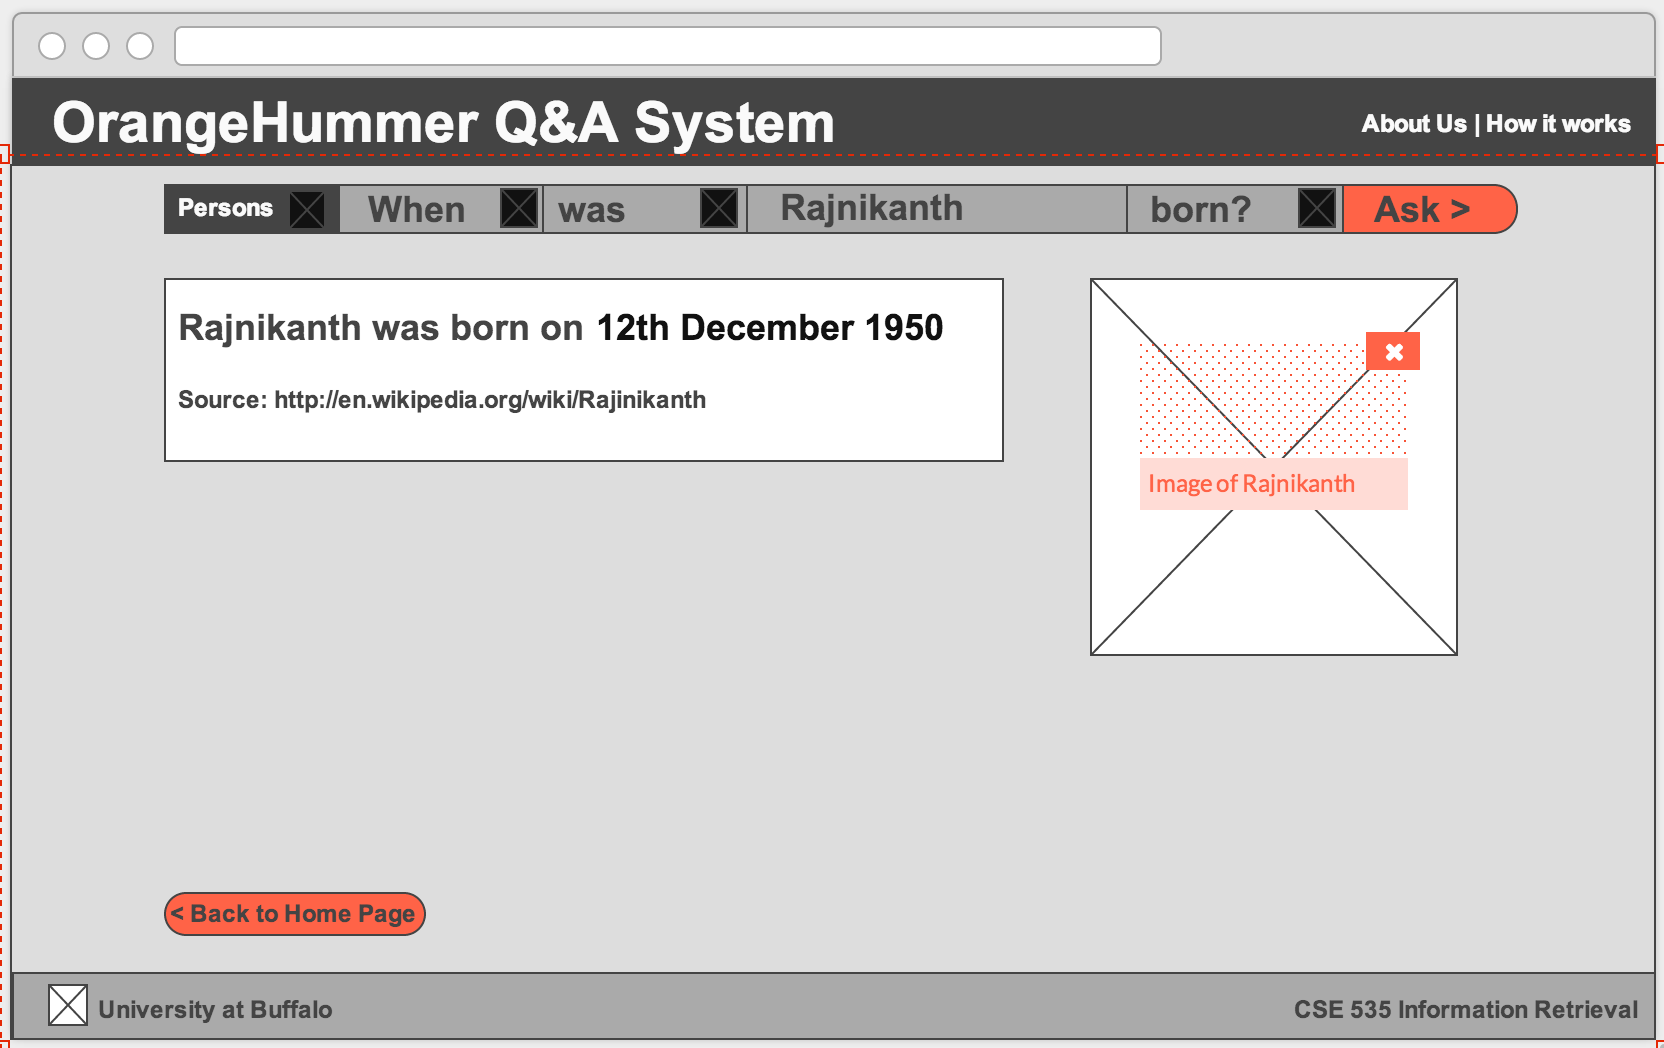 OrangeHummer Q&A System
About Us | How it works
Persons When was Rajnikanth born? Ask >
Rajnikanth was born on 12th December 1950
Source: http://en.wikipedia.org/wiki/Rajinikanth
Image of Rajnikanth
< Back to Home Page
University at Buffalo
CSE 535 Information Retrieval